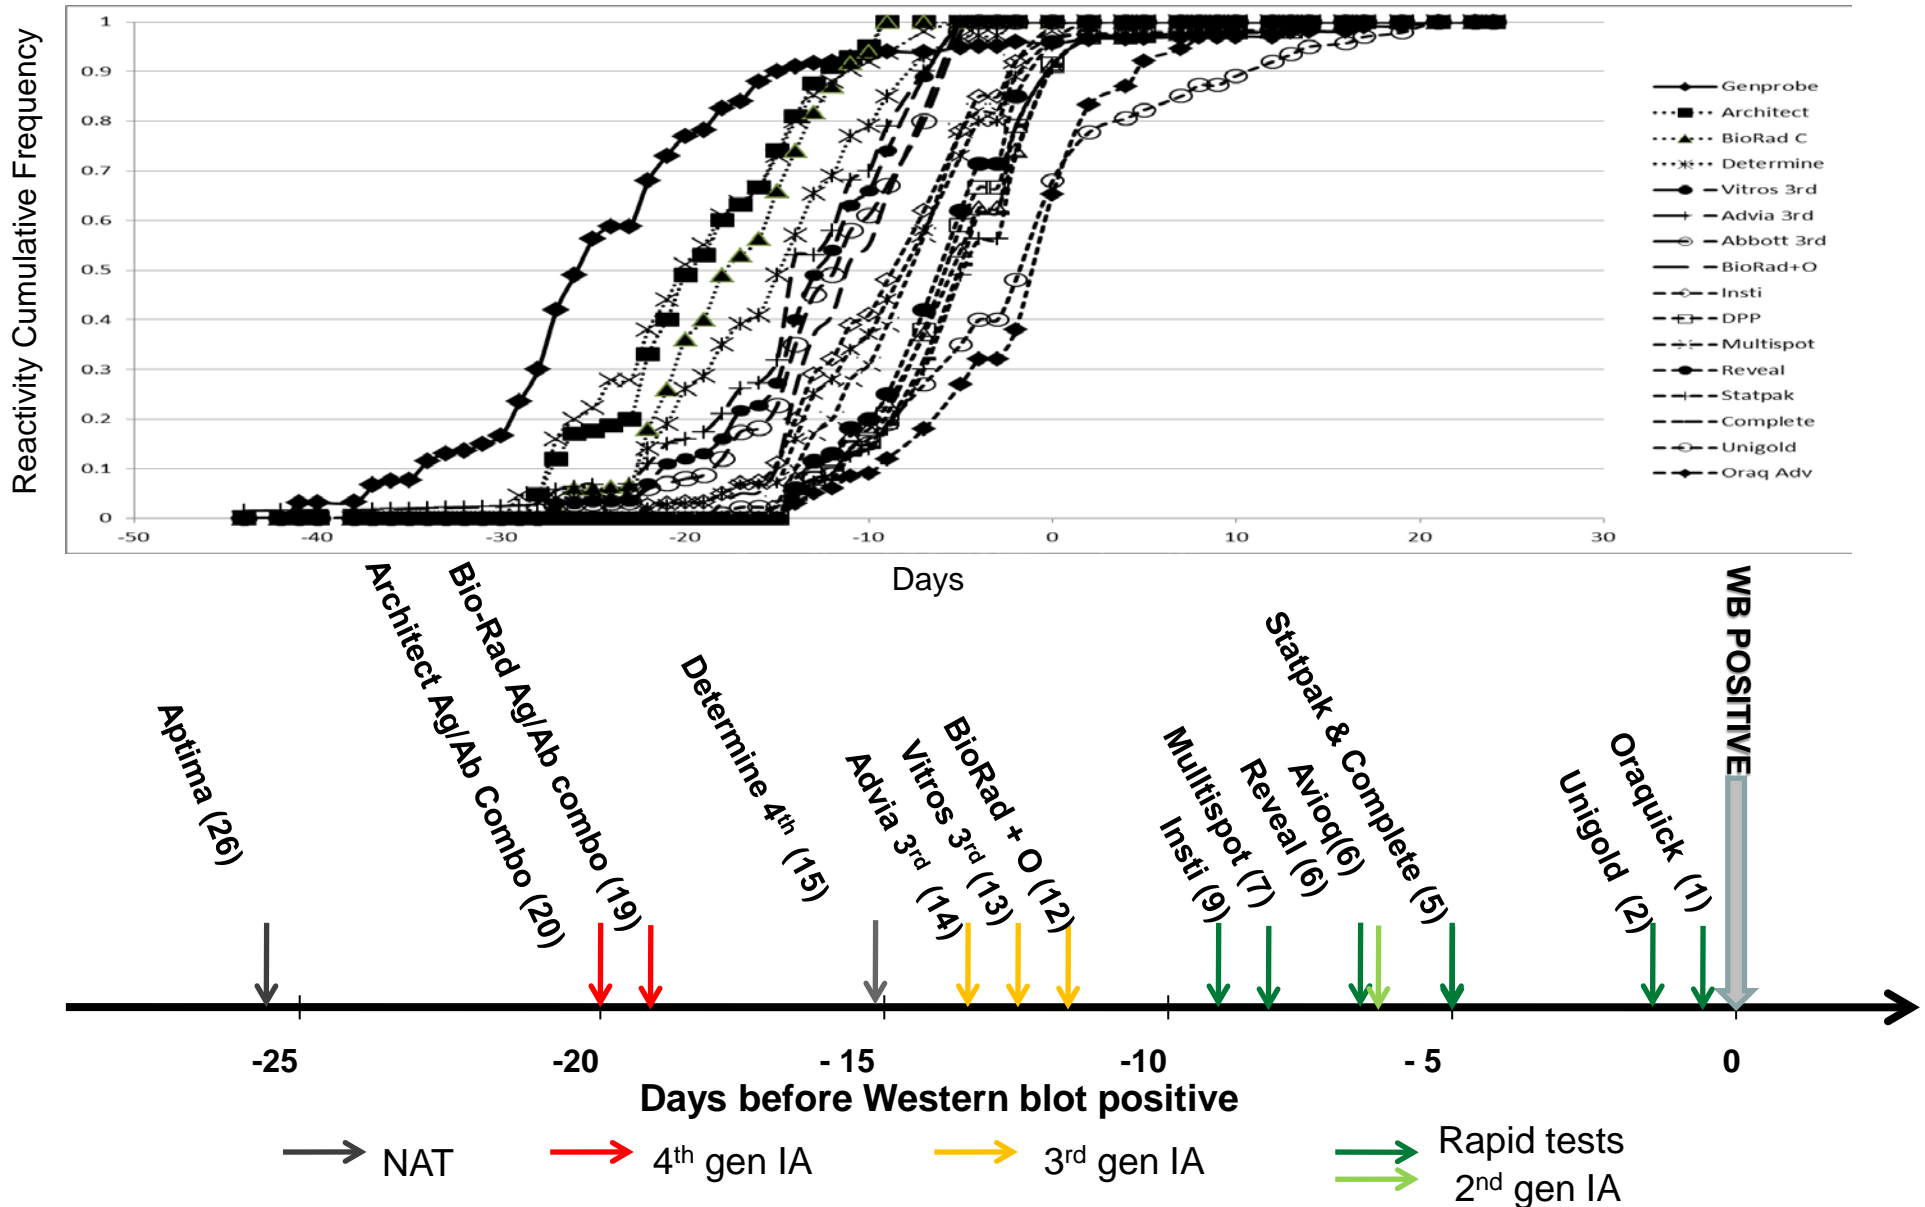 Reactivity Cumulative Frequency
1
0.9
0.8
0.7
0.6
0.5
0.4
0.3
0.2
0.1
0
-50
-40
-30
-20
-10
0
10
20
30
Days
Genprobe
Architect
BioRad C
Determine
Vitros 3rd
Advia 3rd
Abbott 3rd
BioRad+O
Insti
DPP
Multispot
Reveal
Statpak
Complete
Unigold
Oraq Adv
Aptima (26)
Architect Ag/Ab Combo (20)
Bio-Rad Ag/Ab combo (19)
Determine 4th (15)
Advia 3rd (14)
Vitros 3rd (13)
BioRad + O (12)
Insti (9)
Mulltispot (7)
Reveal (6)
Avioq(6)
Statpak & Complete (5)
Unigold (2)
Oraquick (1)
WB POSITIVE
-25
-20
- 15
-10
- 5
0
Days before Western blot positive
NAT
4th gen IA
3rd gen IA
Rapid tests
2nd gen IA